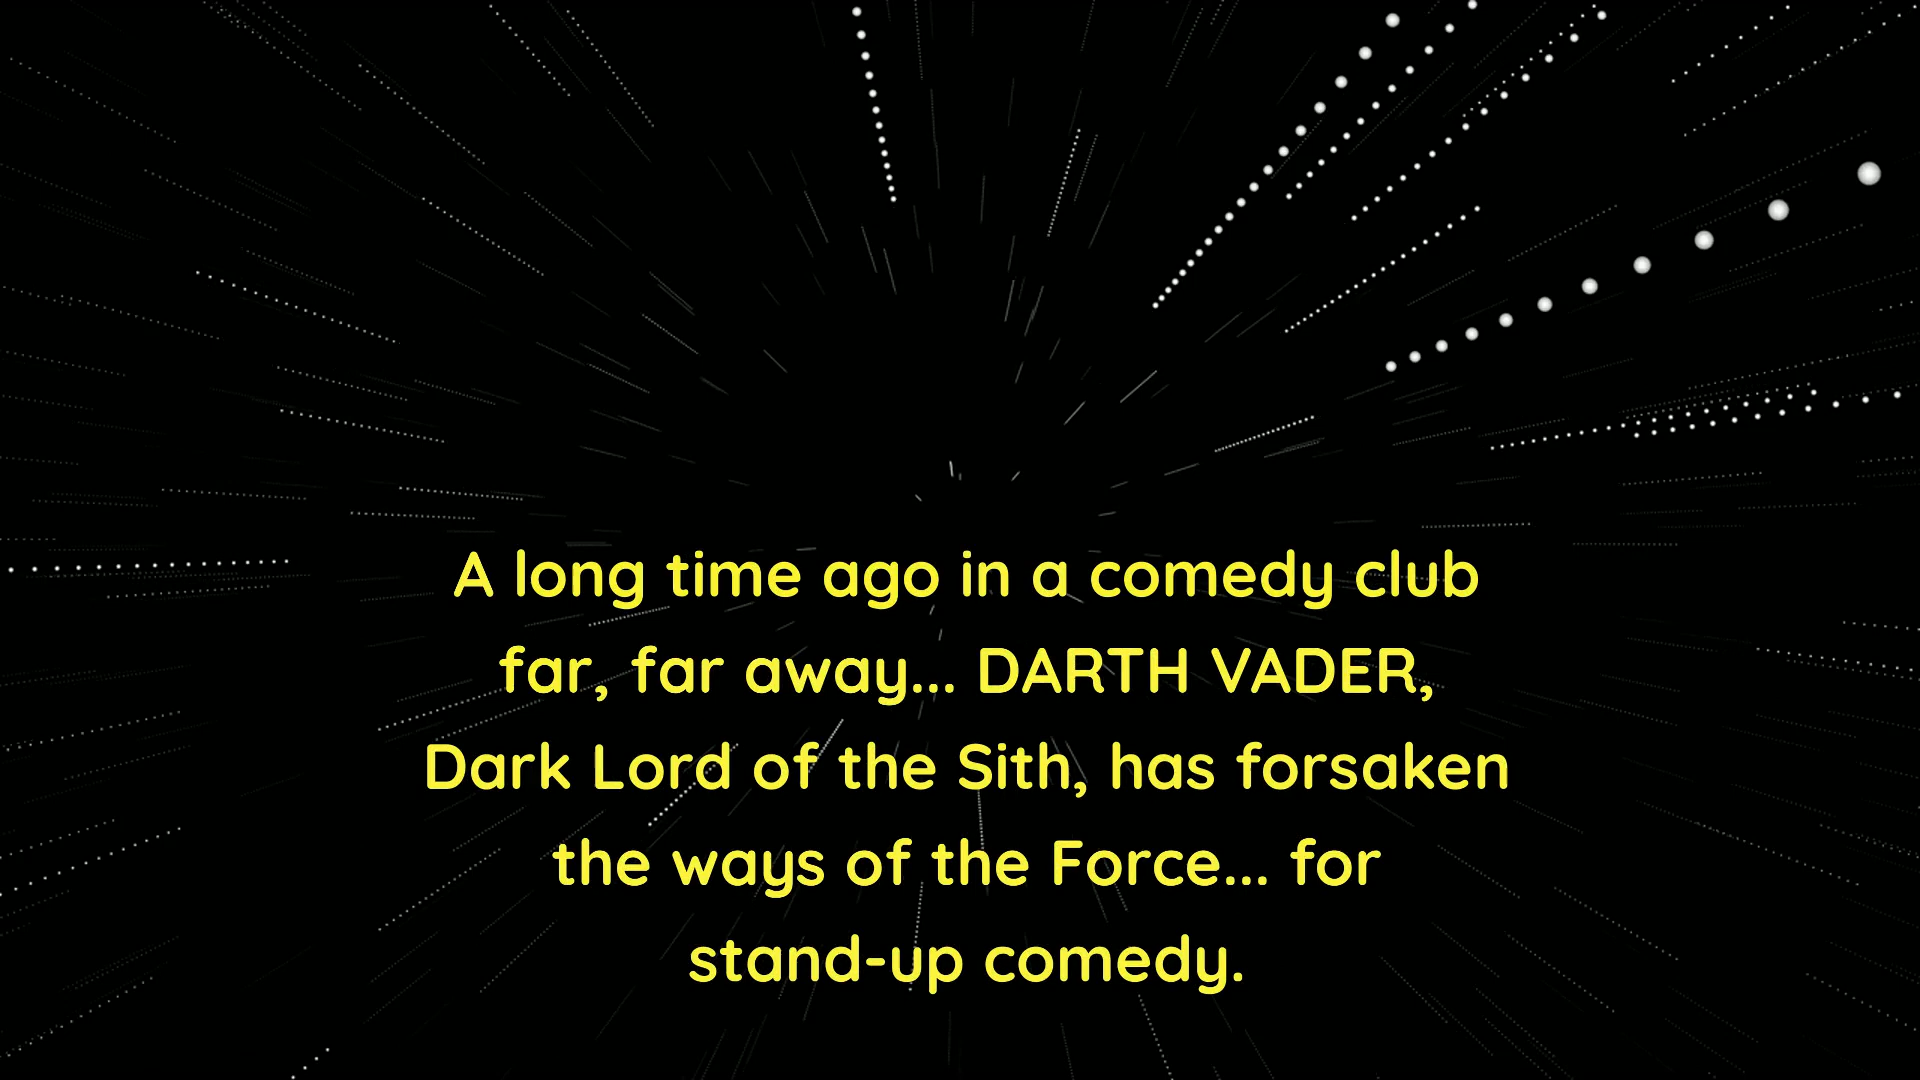 A long time ago in a comedy club
far, far away... DARTH VADER,
Dark Lord of the Sith, has forsaken
the ways of the Force... for
stand-up comedy.